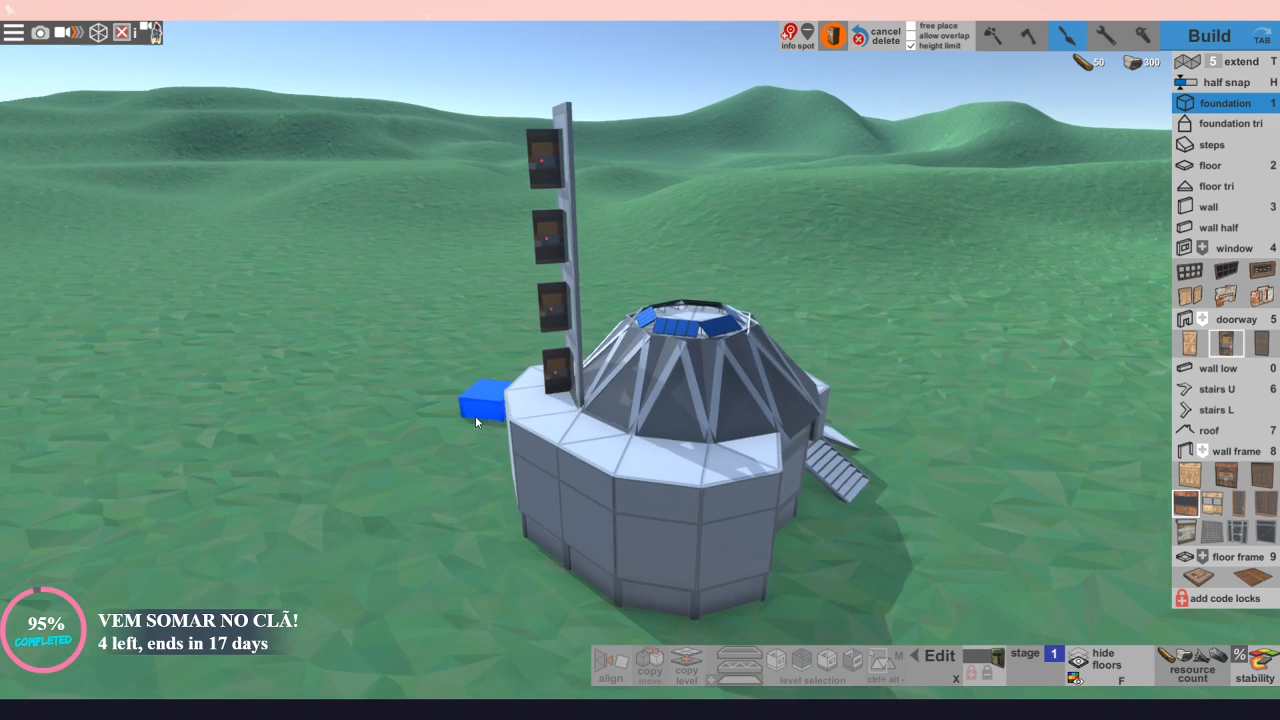 i
info spot
cancel
delete
free place
allow overlap
height limit
Build
TAB
50
300
5 extend T
half snap H
foundation 1
foundation tri
steps
floor 2
floor tri
wall 3
wall half
window 4
doorway 5
wall low 0
stairs U 6
stairs L
roof 7
wall frame 8
floor frame 9
add code locks
95%
COMPLETED
VEM SOMAR NO CLÃ!
4 left, ends in 17 days
align
copy
move
copy
level
level selection
M
ctrl+ alt -
Edit
X
stage 1
hide
floors
F
resource
count
%
stability